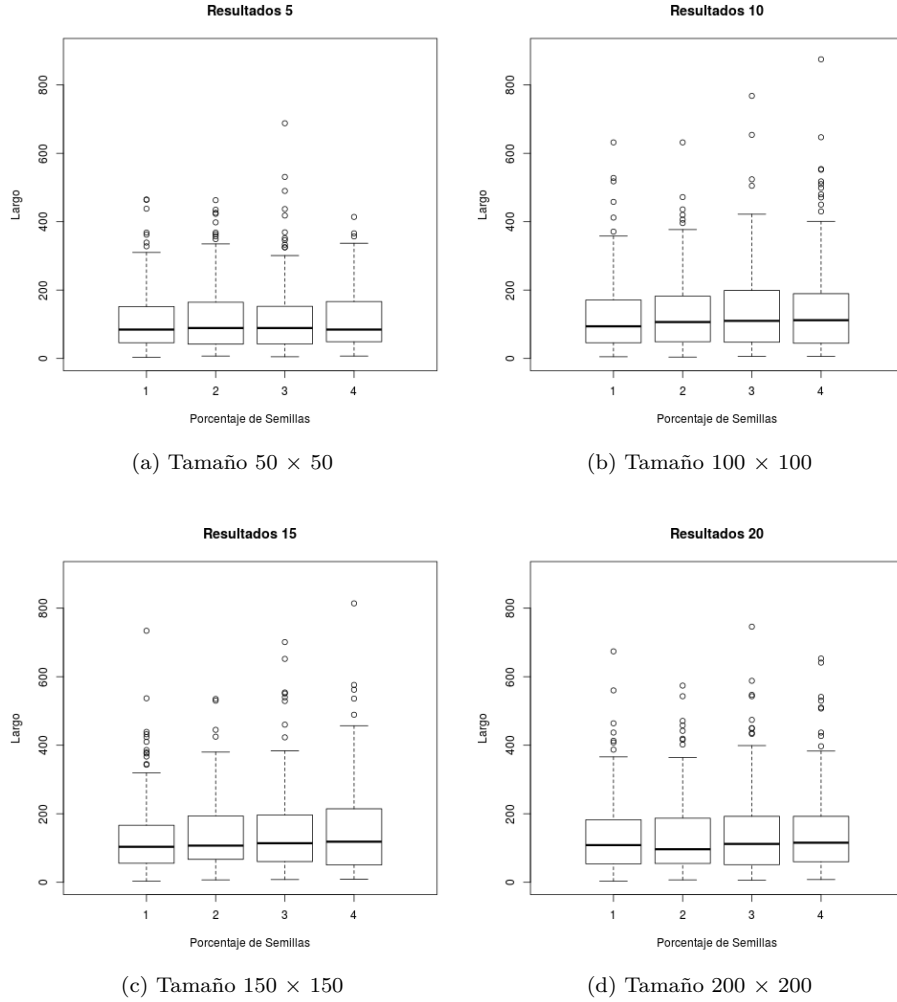 Resultados 5
Largo
0 200 400 600 800
1 2 3 4
Porcentaje de Semillas
(a) Tamaño 50 × 50
Resultados 10
Largo
0 200 400 600 800
1 2 3 4
Porcentaje de Semillas
(b) Tamaño 100 × 100
Resultados 15
Largo
0 200 400 600 800
1 2 3 4
Porcentaje de Semillas
(c) Tamaño 150 × 150
Resultados 20
Largo
0 200 400 600 800
1 2 3 4
Porcentaje de Semillas
(d) Tamaño 200 × 200